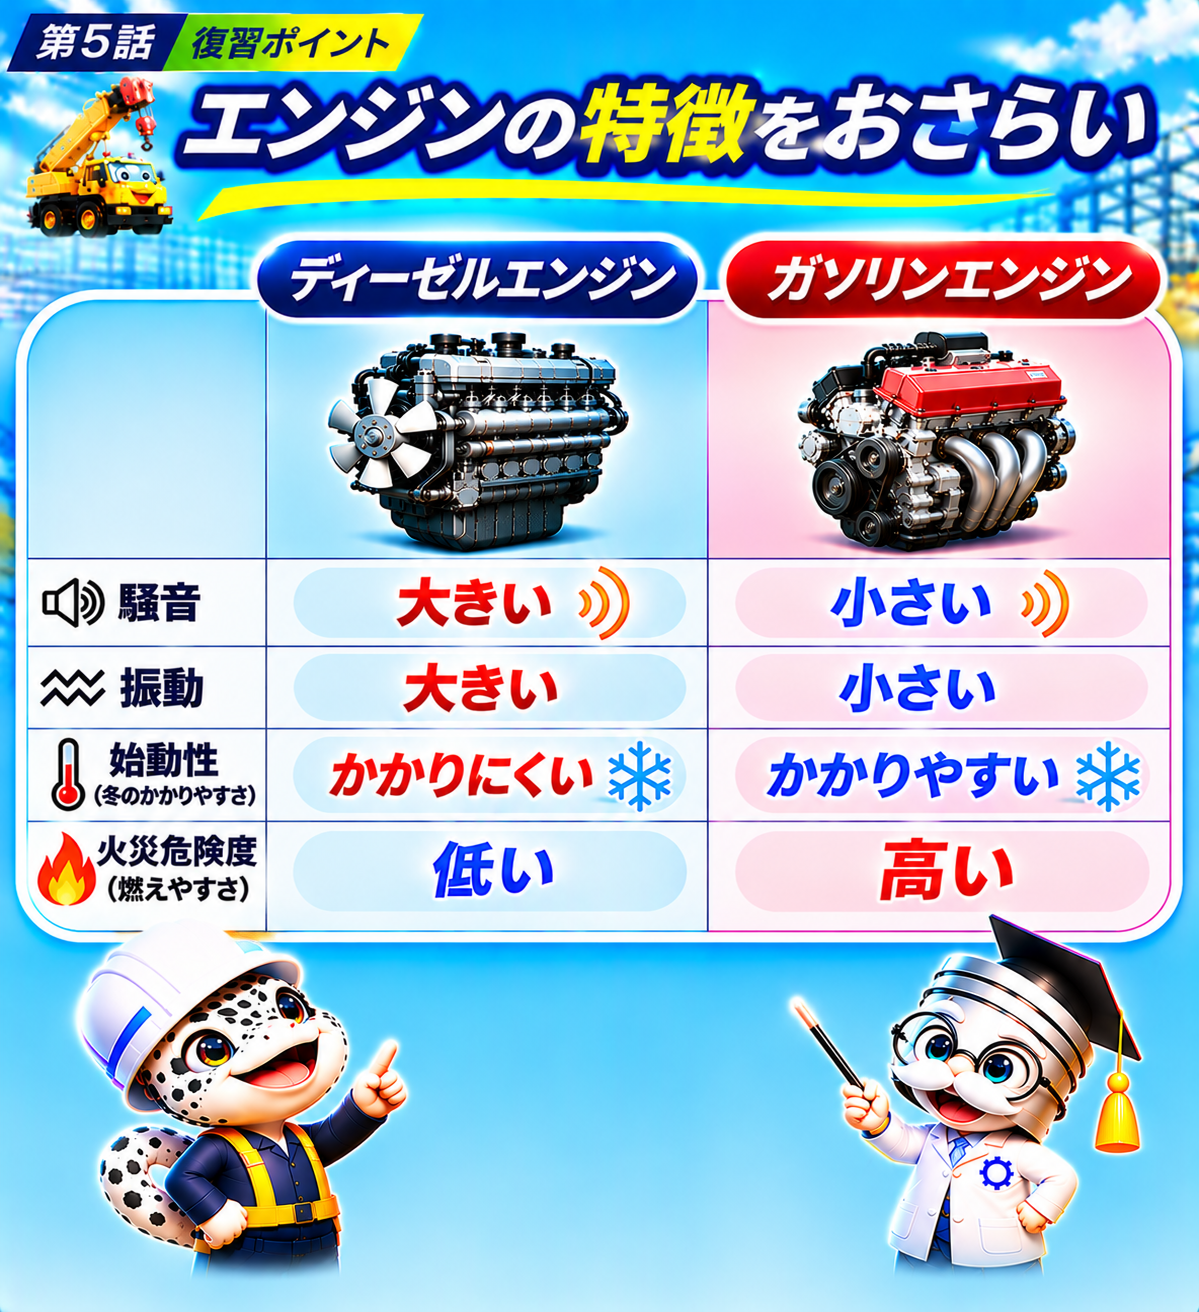 第5話 復習ポイント
エンジンの特徴をおさらい
ディーゼルエンジン ガソリンエンジン
騒音 大きい 小さい
振動 大きい 小さい
始動性 かかりにくい かかりやすい
(冬のかかりやすさ)
火災危険度 低い 高い
(燃えやすさ)